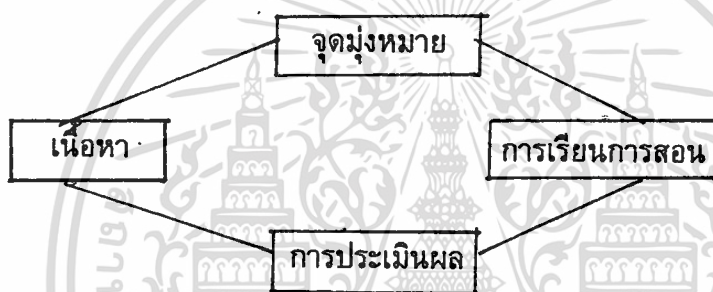 จุดมุ่งหมาย
เนื้อหา
การเรียนการสอน
การประเมินผล